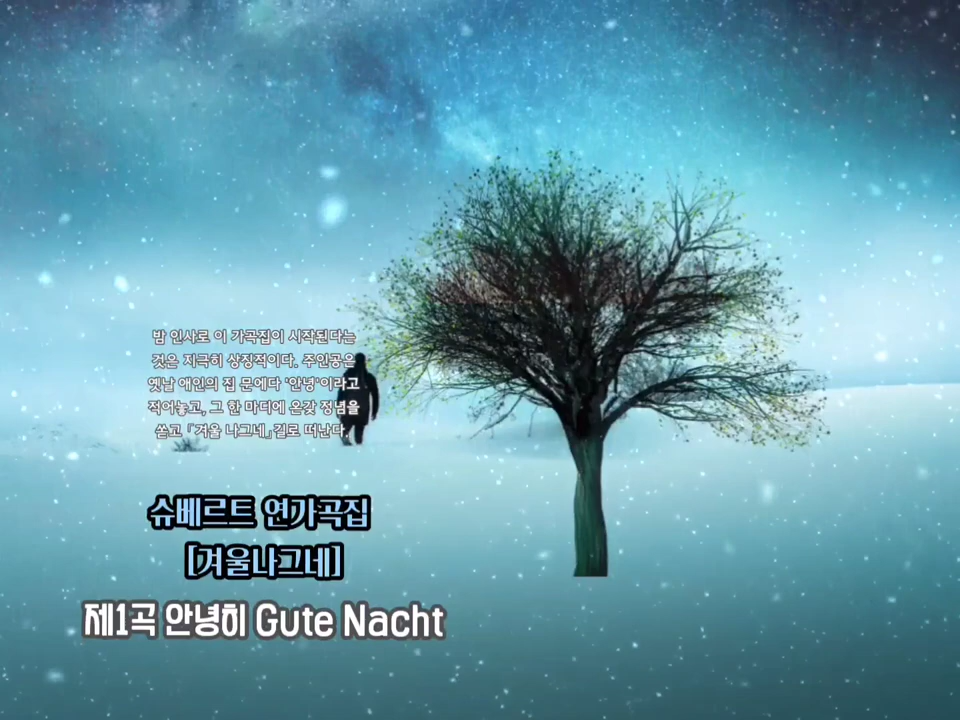 밤 인사로 이 가곡집이 시작된다는
것은 지극히 상징적이다. 주인공은
옛날 애인의 집 문에다 '안녕'이라고
적어놓고, 그 한 마디에 온갖 정념을
쏟고 「겨울 나그네」길로 떠난다.
슈베르트 연가곡집
[겨울나그네]
제1곡 안녕히 Gute Nacht